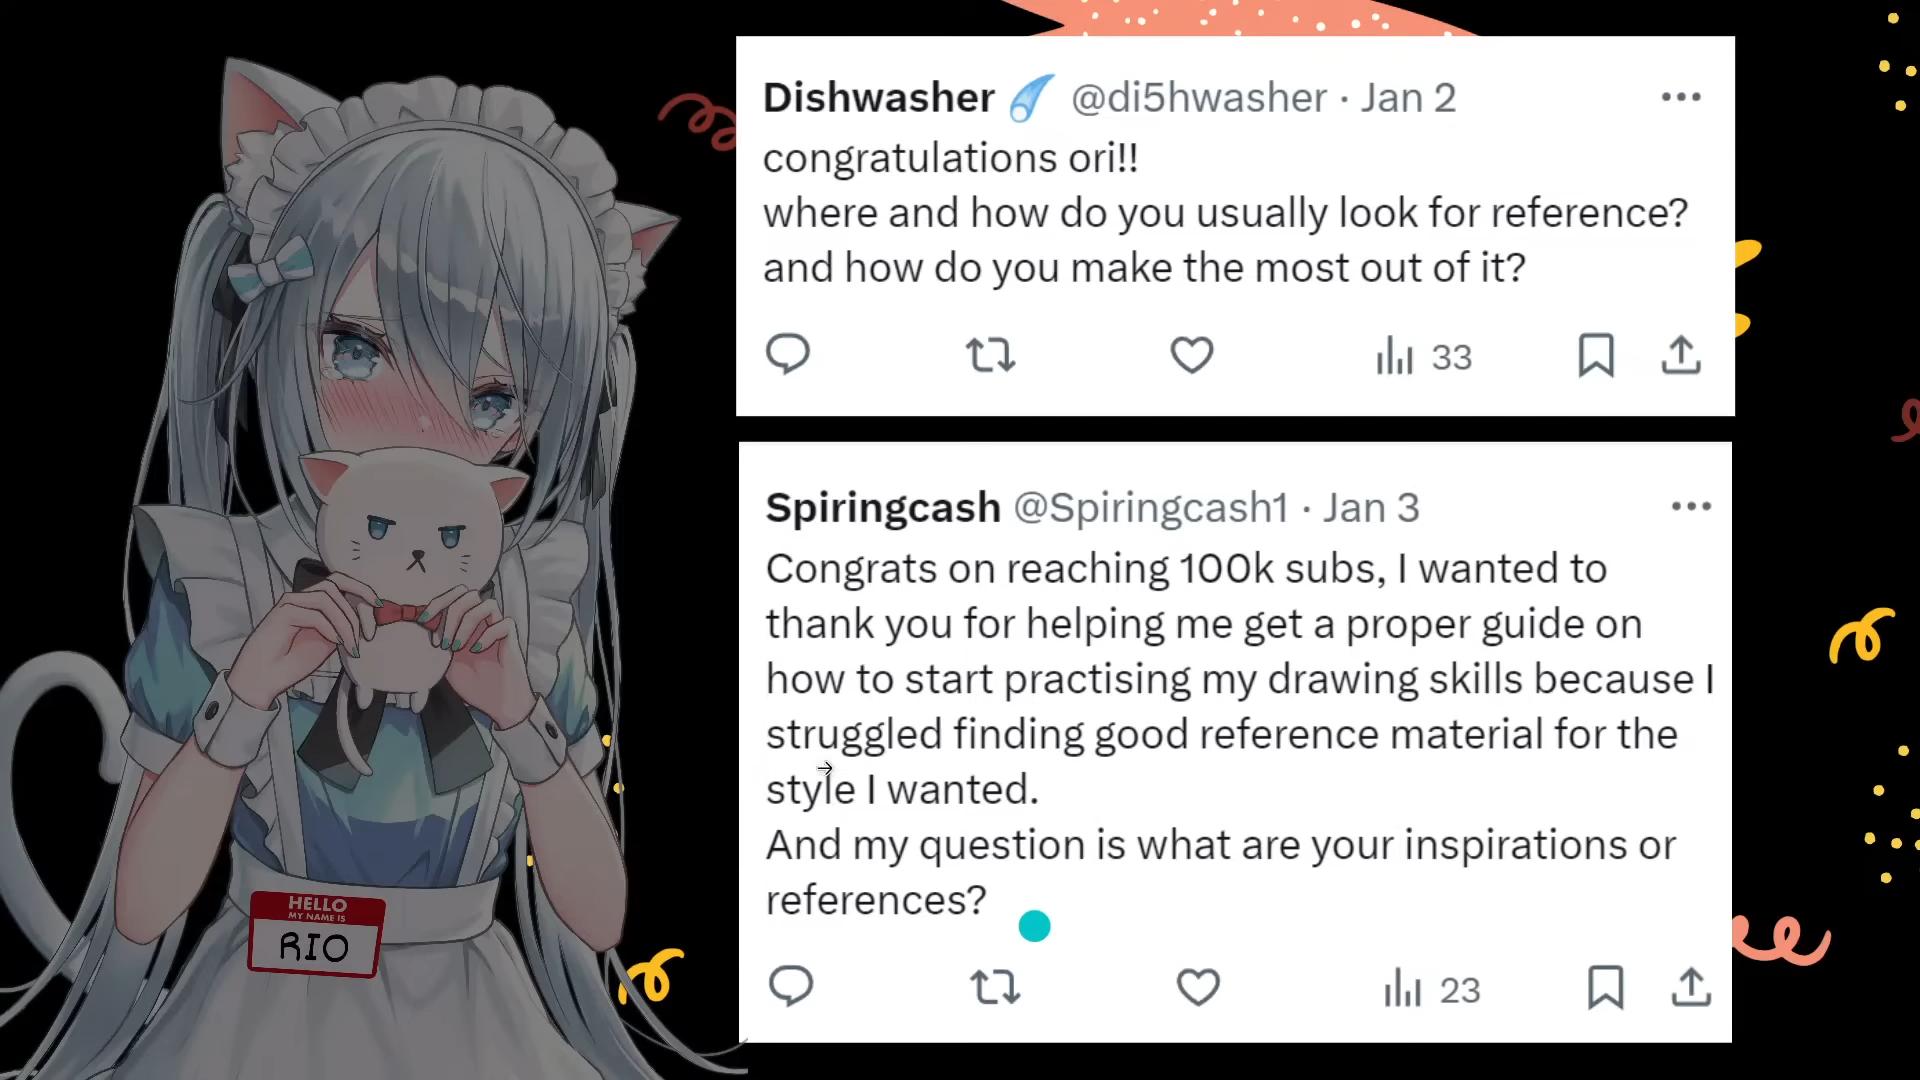 Dishwasher @di5hwasher · Jan 2
congratulations ori!!
where and how do you usually look for reference?
and how do you make the most out of it?
33
Spiringcash @Spiringcash1 · Jan 3
Congrats on reaching 100k subs, I wanted to
thank you for helping me get a proper guide on
how to start practising my drawing skills because I
struggled finding good reference material for the
style I wanted.
And my question is what are your inspirations or
references?
23
HELLO
MY NAME IS
RIO